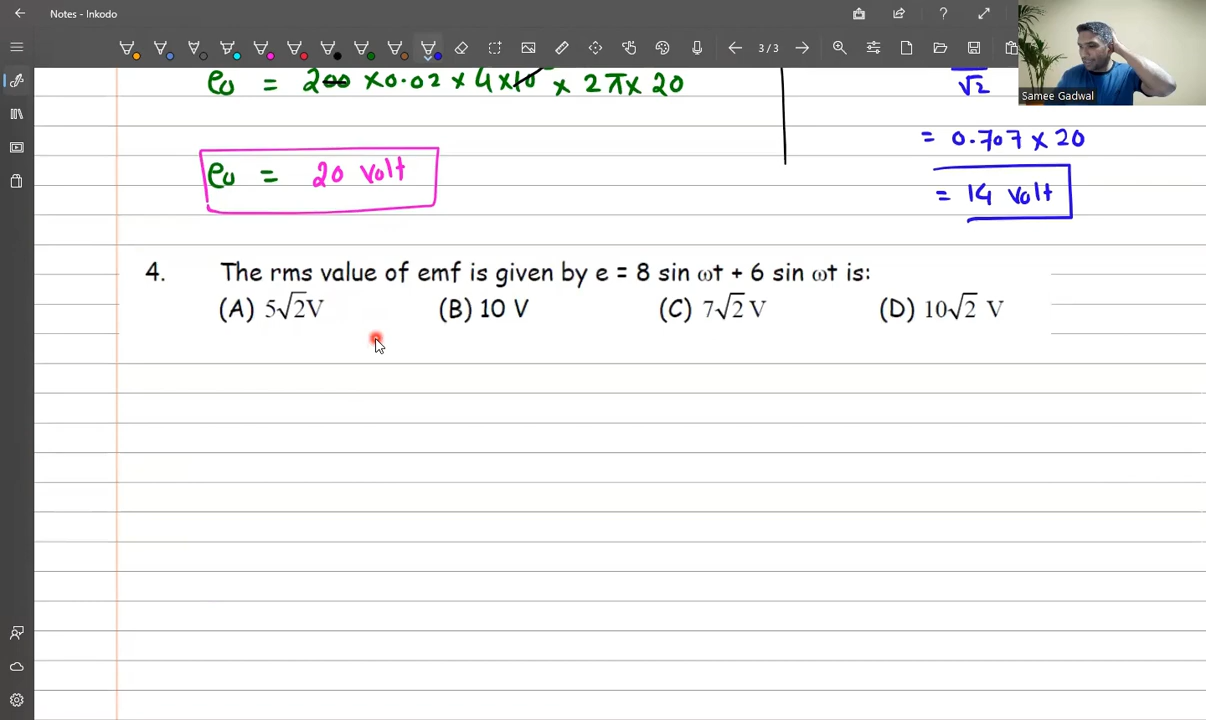 Notes - Inkodo
3 / 3
Samee Gadwal
e₀ = 200 × 0.02 × 4 × 10 × 2π × 20
√2
= 0.707 × 20
e₀ = 20 volt
= 14 volt
4. The rms value of emf is given by e = 8 sin ωt + 6 sin ωt is:
(A) 5√2V (B) 10 V (C) 7√2 V (D) 10√2 V